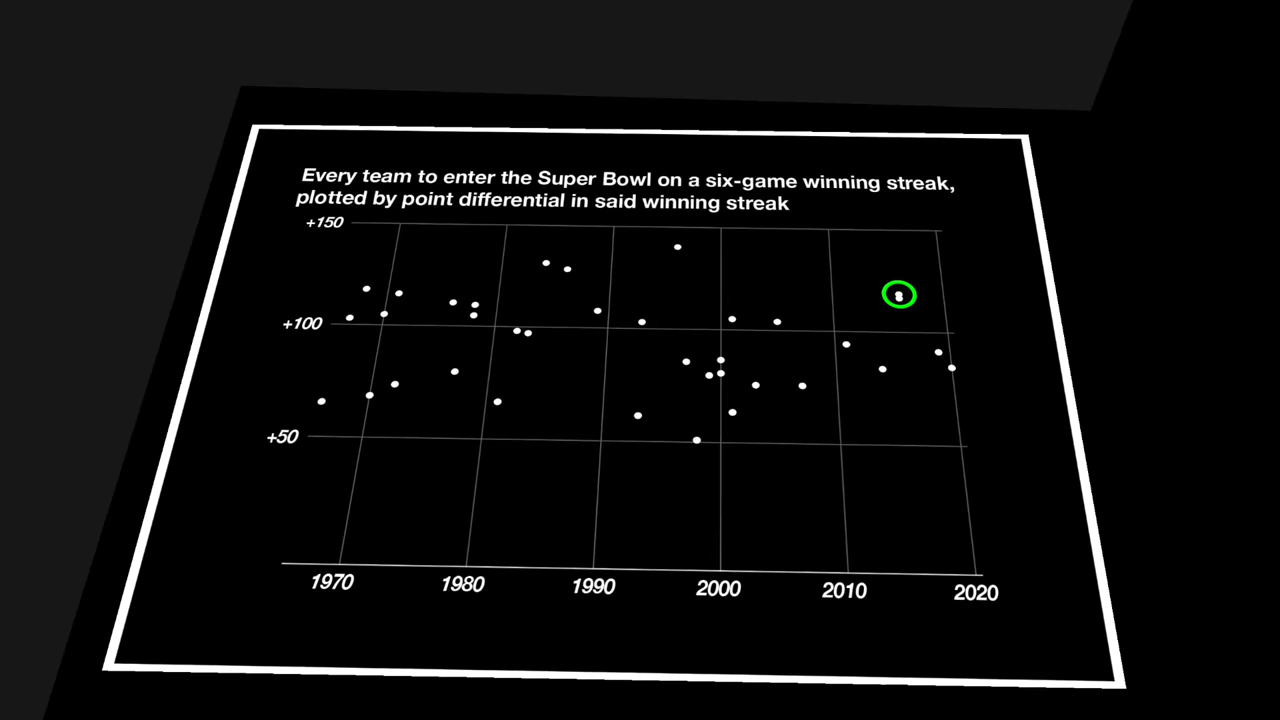 Every team to enter the Super Bowl on a six-game winning streak,
plotted by point differential in said winning streak
+150
+100
+50
1970 1980 1990 2000 2010 2020